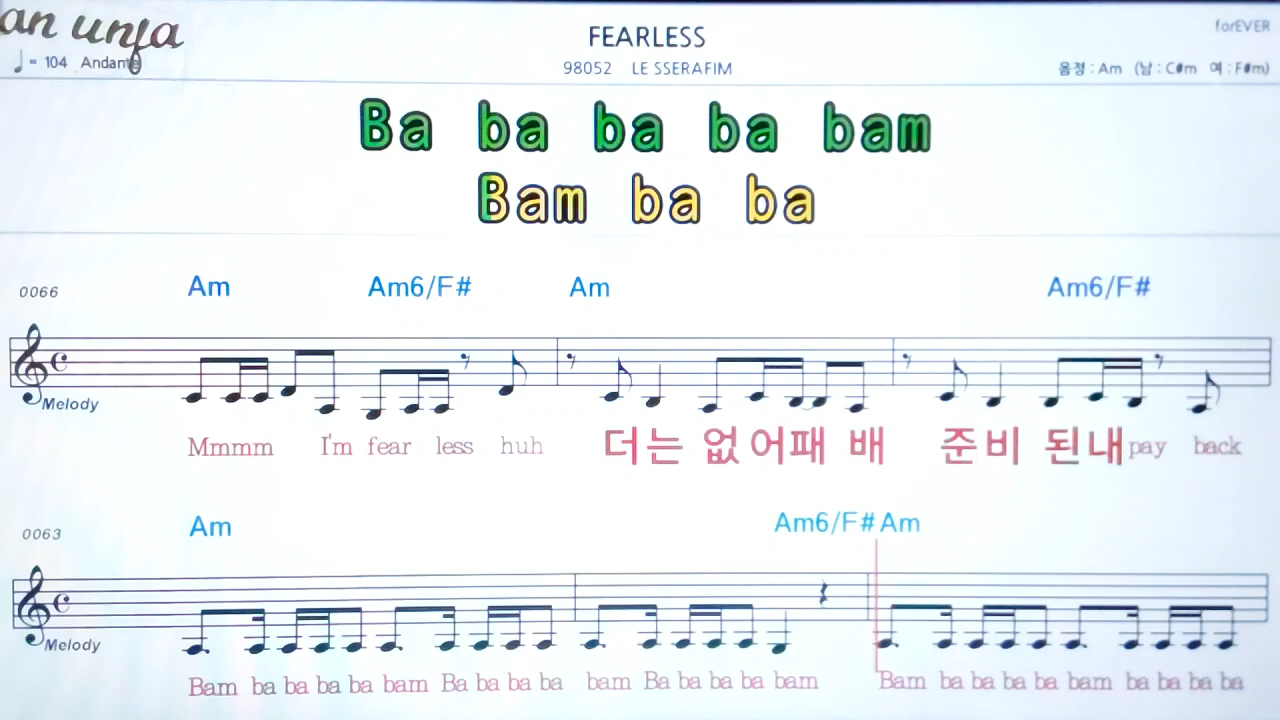 an unfa
♩= 104 Andante
FEARLESS
98052 LE SSERAFIM
forEVER
음정 : Am (남 : C#m 여 : F#m)
Ba ba ba ba bam
Bam ba ba
0066 Am Am6/F# Am Am6/F#
Melody
Mmmm I'm fear less huh 더는 없어패 배 준비 된내 pay back
0063 Am Am6/F# Am
Melody
Bam ba ba ba ba bam Ba ba ba ba bam Ba ba ba ba bam Bam ba ba ba ba bam ba ba ba ba